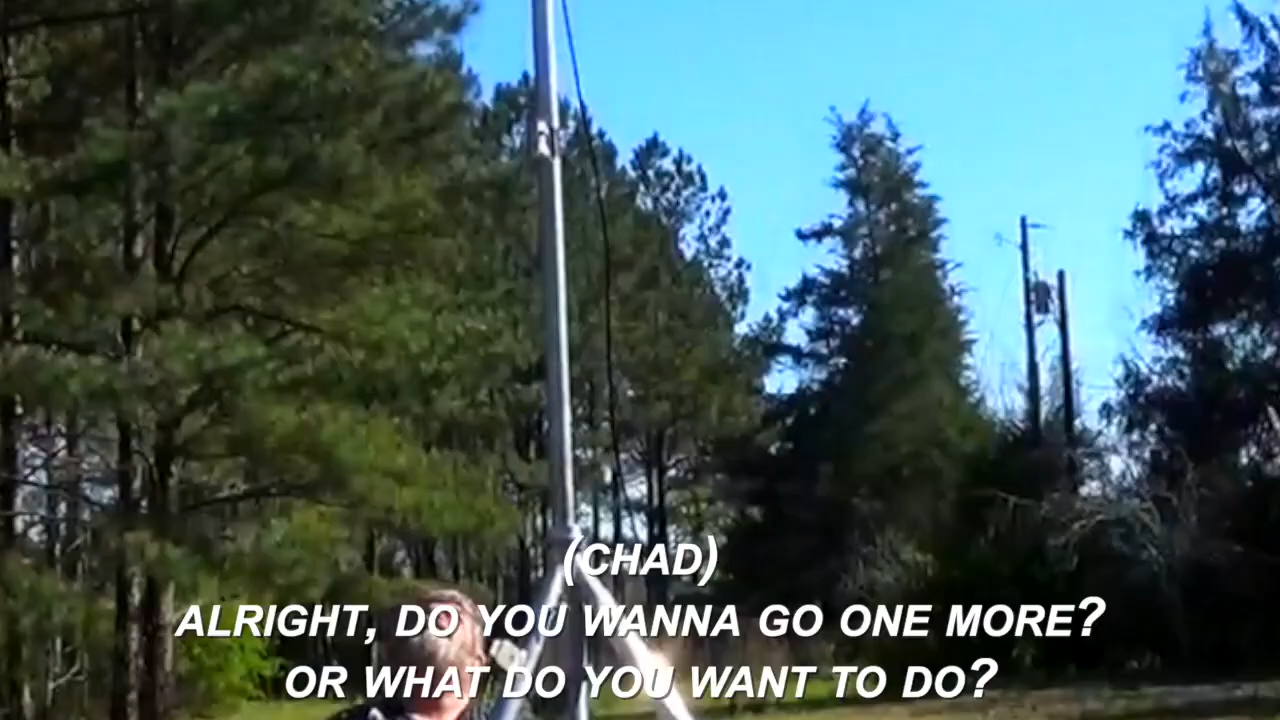 (CHAD)
ALRIGHT, DO YOU WANNA GO ONE MORE?
OR WHAT DO YOU WANT TO DO?